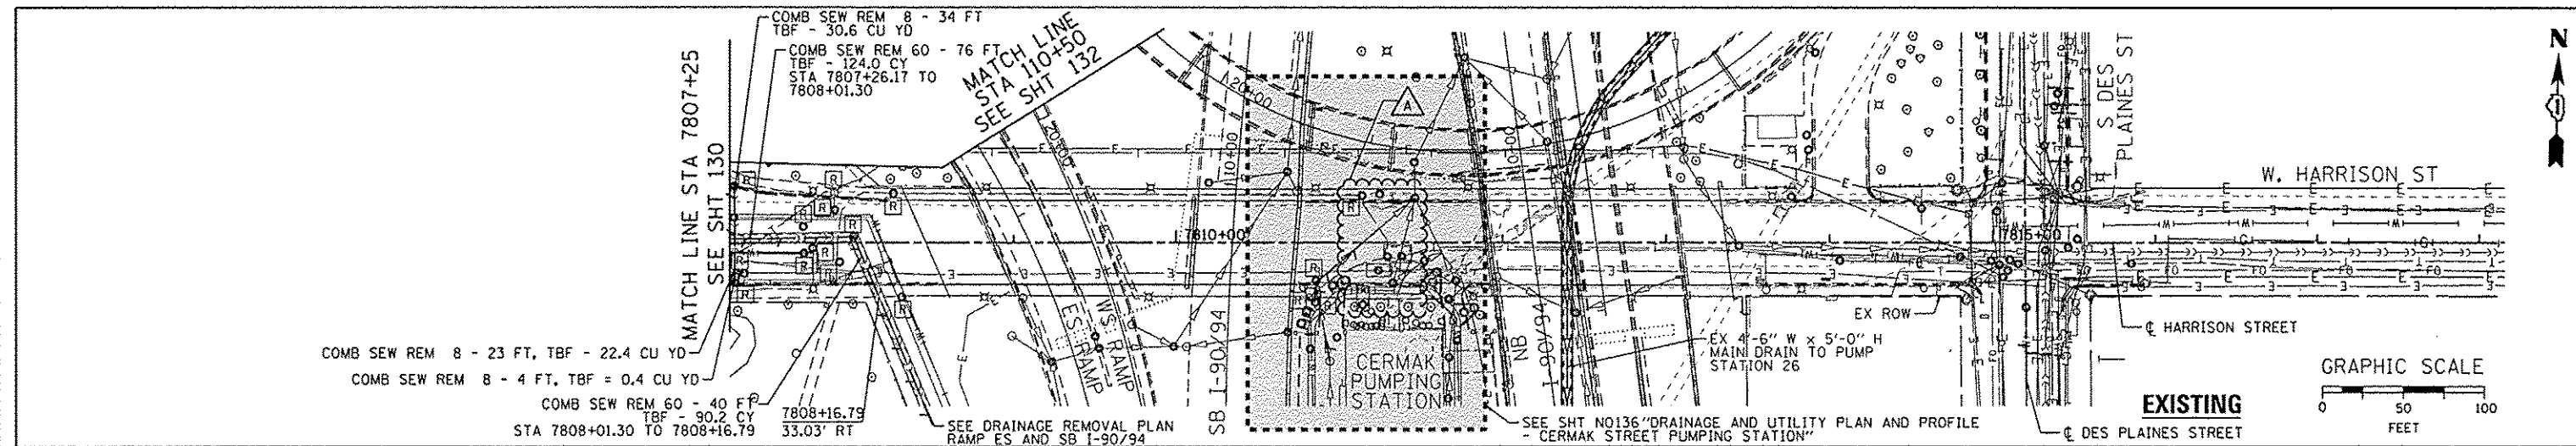 COMB SEW REM 8 - 34 FT
TBF - 30.6 CU YD
COMB SEW REM 60 - 76 FT
TBF - 124.0 CY
STA 7807+26.17 TO
7808+01.30
MATCH LINE STA 7807+25
SEE SHT 130
MATCH LINE
STA 110+50
SEE SHT 132
120+00
A
N
S DES
PLAINES ST
W. HARRISON ST
110+00
7810+00
7815+00
R
R
R
R
R
R
R
R
R
R
R
R
R
ES RAMP
WS RAMP
SB I-90/94
NB
I-90/94
CERMAK
PUMPING
STATION
EX ROW
EX 4'-6" W x 5'-0" H
MAIN DRAIN TO PUMP
STATION 26
℄ HARRISON STREET
COMB SEW REM 8 - 23 FT, TBF - 22.4 CU YD
COMB SEW REM 8 - 4 FT, TBF = 0.4 CU YD
COMB SEW REM 60 - 40 FT
TBF - 90.2 CY
STA 7808+01.30 TO 7808+16.79
7808+16.79
33.03' RT
SEE DRAINAGE REMOVAL PLAN
RAMP ES AND SB I-90/94
SEE SHT NO136"DRAINAGE AND UTILITY PLAN AND PROFILE
- CERMAK STREET PUMPING STATION"
EXISTING
℄ DES PLAINES STREET
GRAPHIC SCALE
0 50 100
FEET